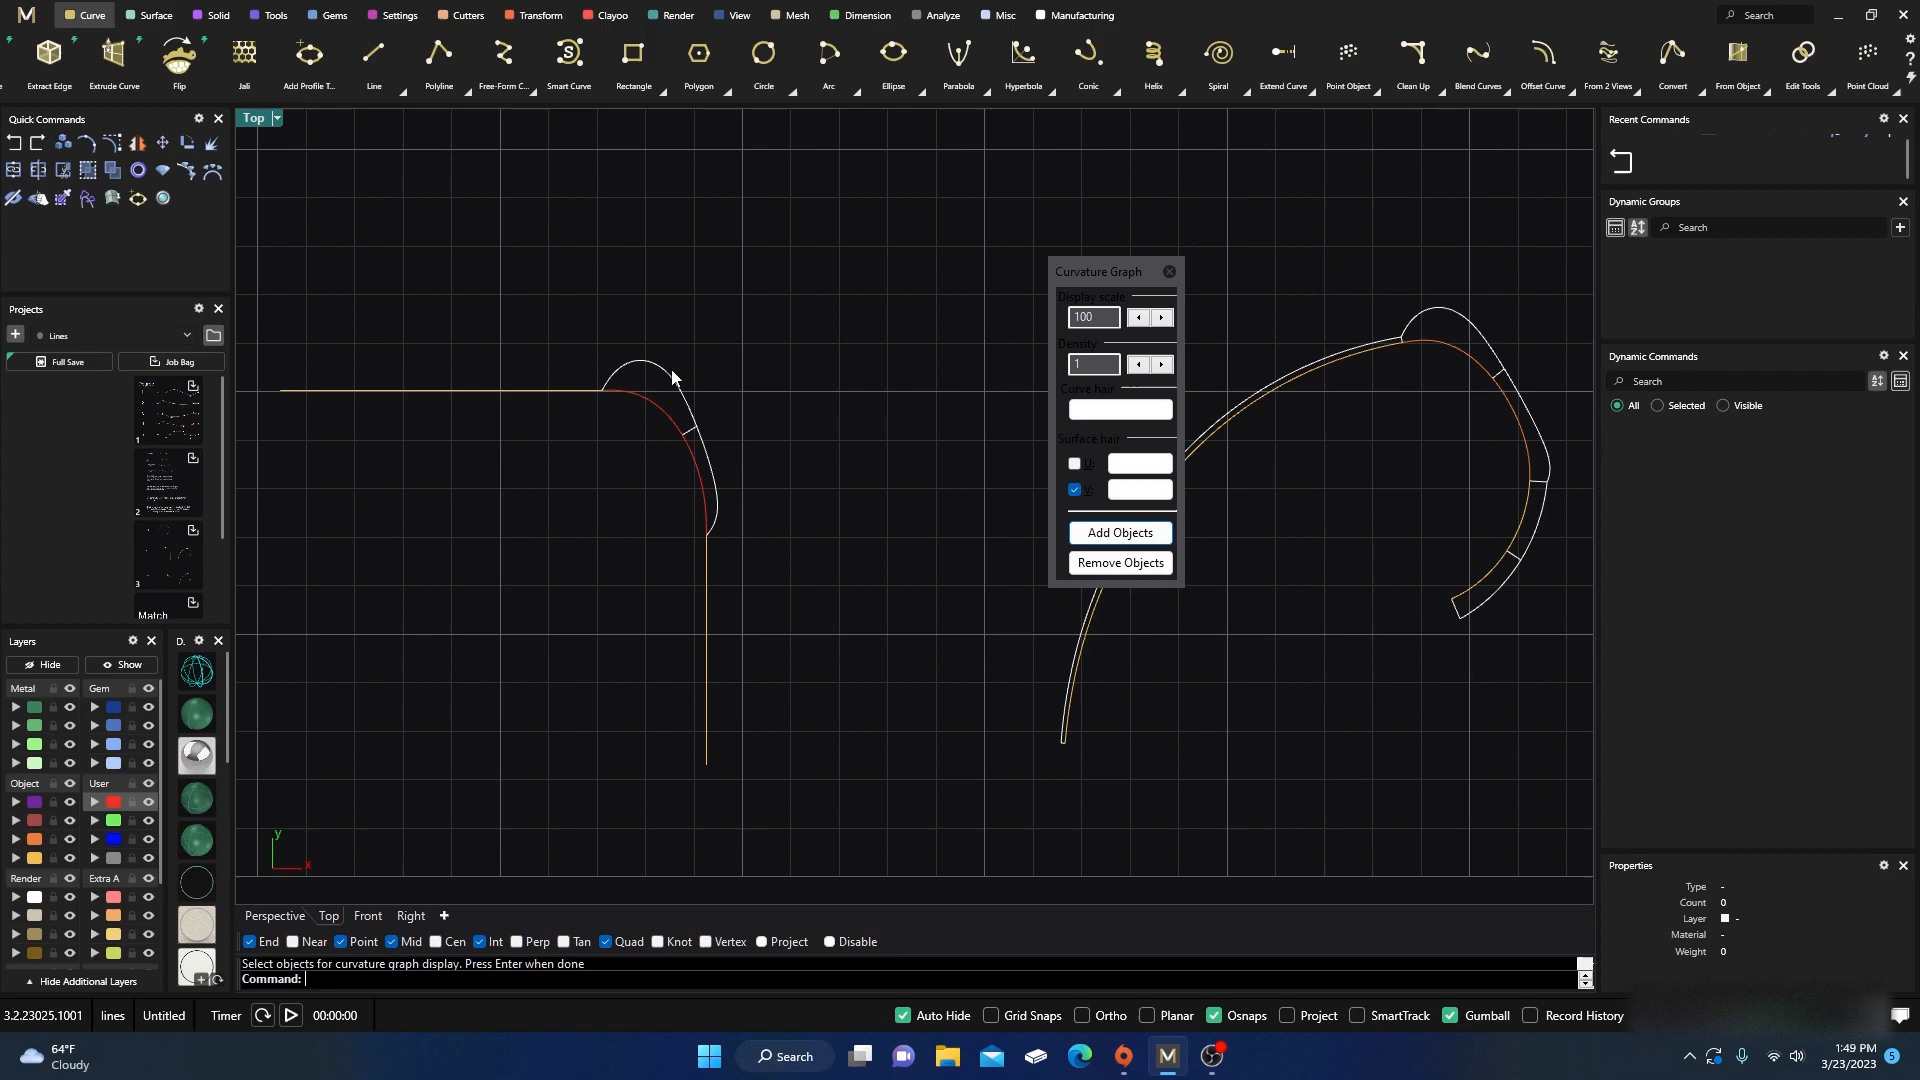 Curve Surface Solid Tools Gems Settings Cutters Transform Clayoo Render View Mesh Dimension Analyze Misc Manufacturing Search
Extract Edge Extrude Curve Flip Jali Add Profile T... Line Polyline Free-Form C... Smart Curve Rectangle Polygon Circle Arc Ellipse Parabola Hyperbola Conic Helix Spiral Extend Curve Point Object Clean Up Blend Curves Offset Curve From 2 Views Convert From Object Edit Tools Point Cloud
Quick Commands
Projects
Lines
Full Save Job Bag
1
2
3
Match
Layers
D.
Hide Show
Metal Gem
Object User
Render Extra A
Hide Additional Layers
Top
y
x
Curvature Graph
Display scale
100
Density
1
Curve hair
Surface hair
U:
V:
Add Objects
Remove Objects
Perspective Top Front Right
End Near Point Mid Cen Int Perp Tan Quad Knot Vertex Project Disable
Select objects for curvature graph display. Press Enter when done
Command:
Recent Commands
Dynamic Groups
Search
Dynamic Commands
Search
All Selected Visible
Properties
Type -
Count 0
Layer -
Material -
Weight 0
3.2.23025.1001 lines Untitled Timer 00:00:00 Auto Hide Grid Snaps Ortho Planar Osnaps Project SmartTrack Gumball Record History
64°F
Cloudy
Search
1:49 PM
3/23/2023
5